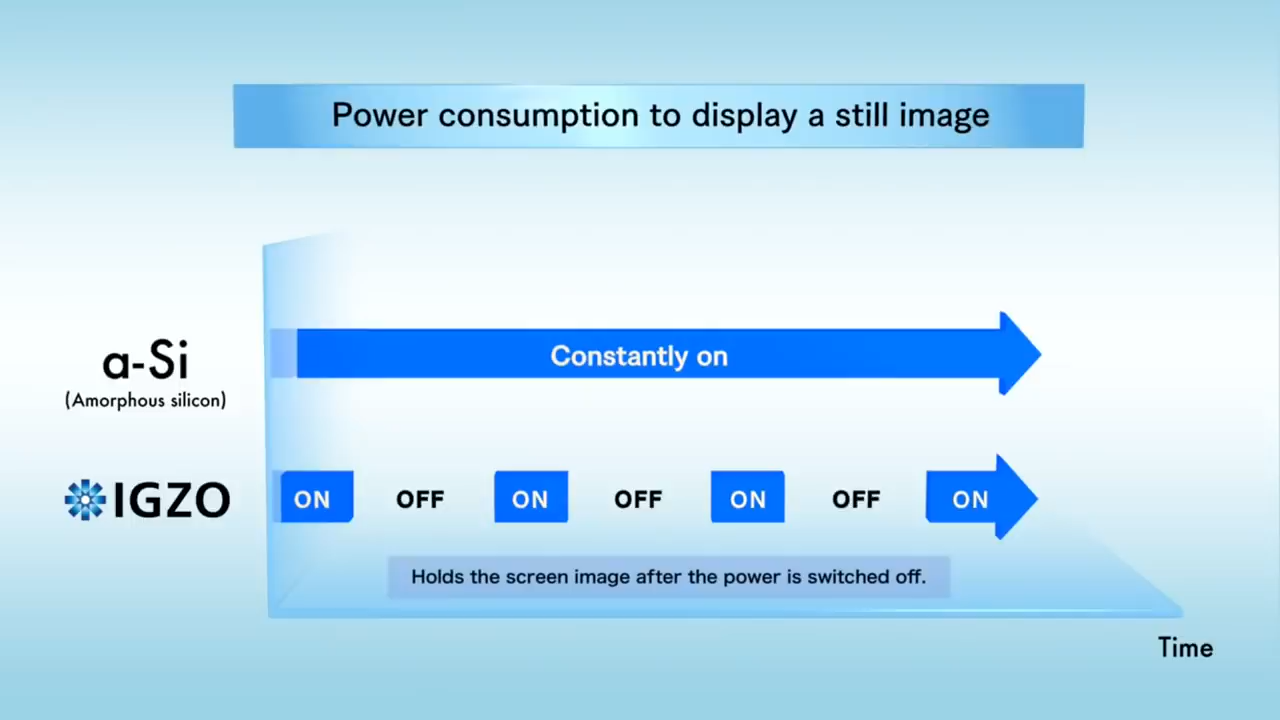 Power consumption to display a still image
a-Si
(Amorphous silicon)
Constantly on
IGZO
ON OFF ON OFF ON OFF ON
Holds the screen image after the power is switched off.
Time